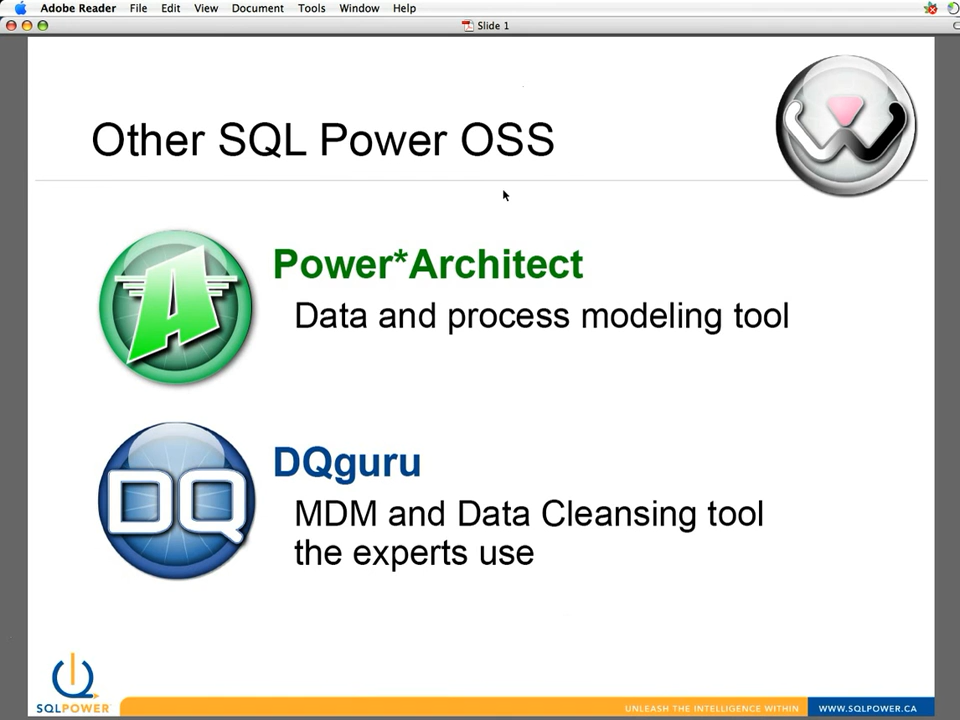 Adobe Reader File Edit View Document Tools Window Help
Slide 1
Other SQL Power OSS
W
A
Power*Architect
Data and process modeling tool
DQ
DQguru
MDM and Data Cleansing tool
the experts use
SQLPOWER
UNLEASH THE INTELLIGENCE WITHIN
WWW.SQLPOWER.CA